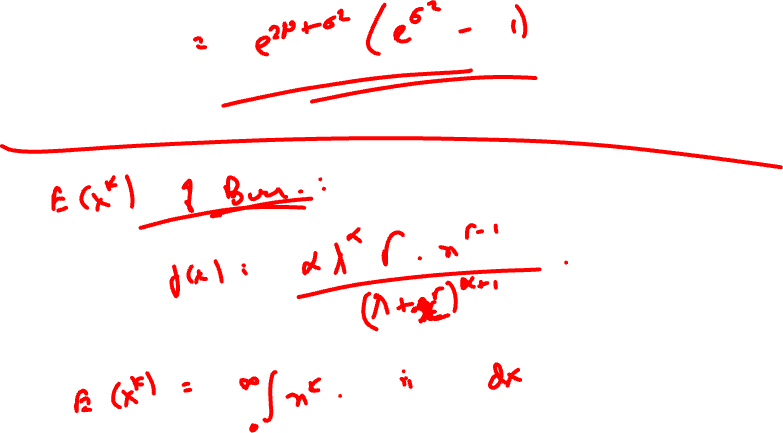 = e^{2μ+σ²} (e^{σ²} - 1)
E(x^k) of Burr :
f(x) : αλ^α γ . x^{γ-1} / (λ+x^γ)^{α+1} .
E(x^k) = ∫_0^∞ x^k . " dx